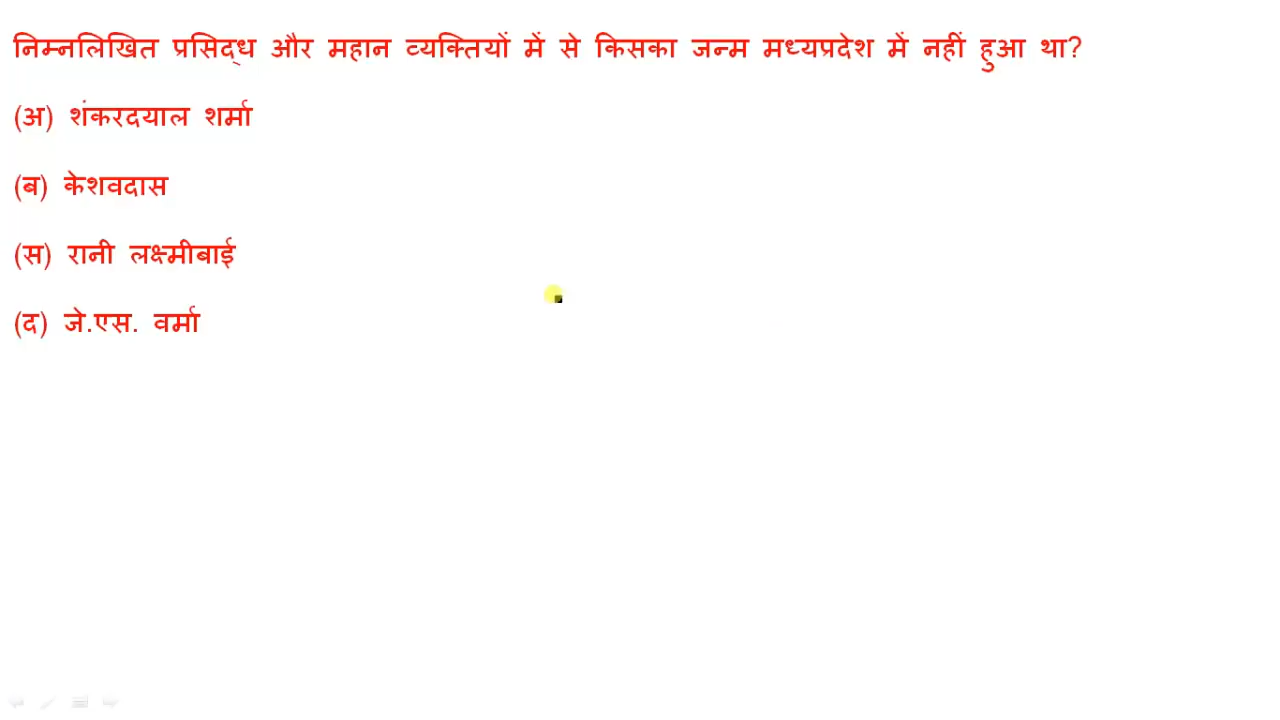 निम्नलिखित प्रसिद्ध और महान व्यक्तियों में से किसका जन्म मध्यप्रदेश में नहीं हुआ था?
(अ) शंकरदयाल शर्मा
(ब) केशवदास
(स) रानी लक्ष्मीबाई
(द) जे.एस. वर्मा